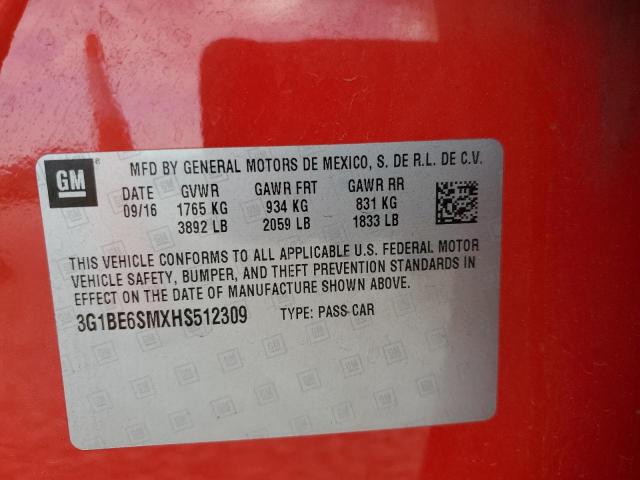 GM
MFD BY GENERAL MOTORS DE MEXICO, S. DE R.L. DE C.V.
DATE GVWR GAWR FRT GAWR RR
09/16 1765 KG 934 KG 831 KG
3892 LB 2059 LB 1833 LB
THIS VEHICLE CONFORMS TO ALL APPLICABLE U.S. FEDERAL MOTOR
VEHICLE SAFETY, BUMPER, AND THEFT PREVENTION STANDARDS IN
EFFECT ON THE DATE OF MANUFACTURE SHOWN ABOVE.
3G1BE6SMXHS512309 TYPE: PASS CAR